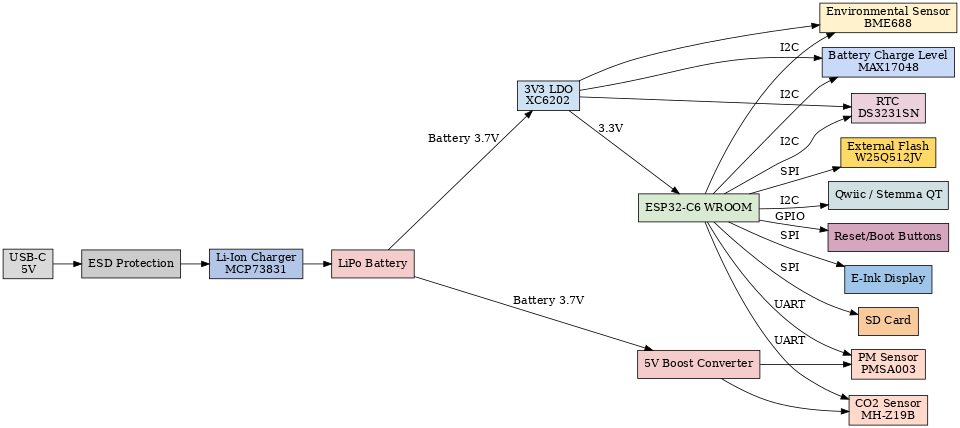 USB-C
5V
ESD Protection
Li-Ion Charger
MCP73831
LiPo Battery
Battery 3.7V
Battery 3.7V
3V3 LDO
XC6202
3.3V
ESP32-C6 WROOM
5V Boost Converter
I2C
I2C
I2C
SPI
I2C
GPIO
SPI
SPI
UART
UART
Environmental Sensor
BME688
Battery Charge Level
MAX17048
RTC
DS3231SN
External Flash
W25Q512JV
Qwiic / Stemma QT
Reset/Boot Buttons
E-Ink Display
SD Card
PM Sensor
PMSA003
CO2 Sensor
MH-Z19B